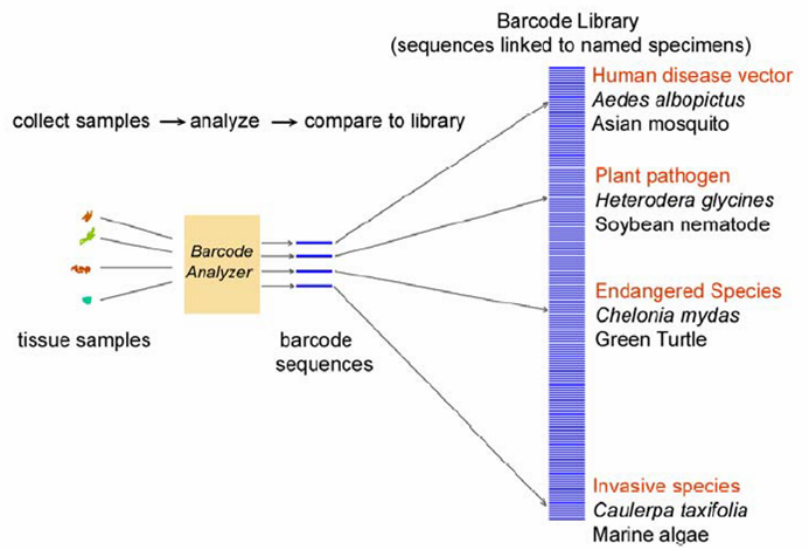 Barcode Library
(sequences linked to named specimens)
collect samples → analyze → compare to library
Human disease vector
Aedes albopictus
Asian mosquito
Plant pathogen
Heterodera glycines
Soybean nematode
Barcode
Analyzer
Endangered Species
Chelonia mydas
Green Turtle
tissue samples
barcode
sequences
Invasive species
Caulerpa taxifolia
Marine algae